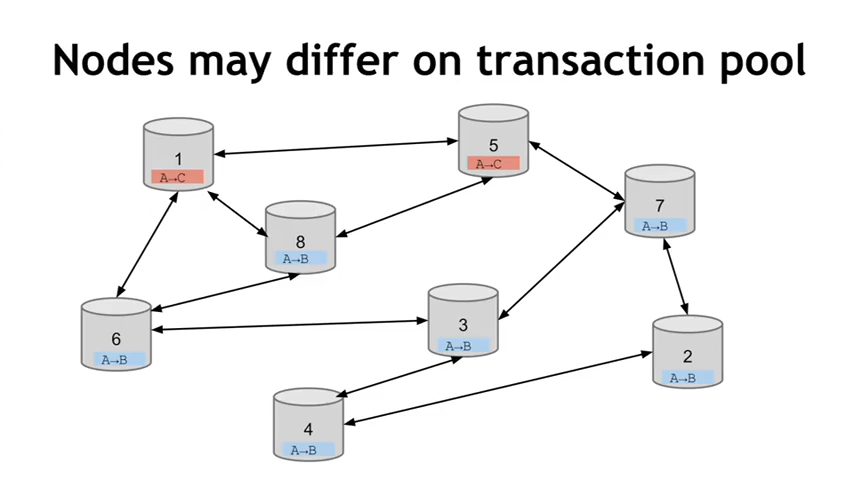 Nodes may differ on transaction pool
1
A→C
5
A→C
7
A→B
8
A→B
6
A→B
3
A→B
2
A→B
4
A→B